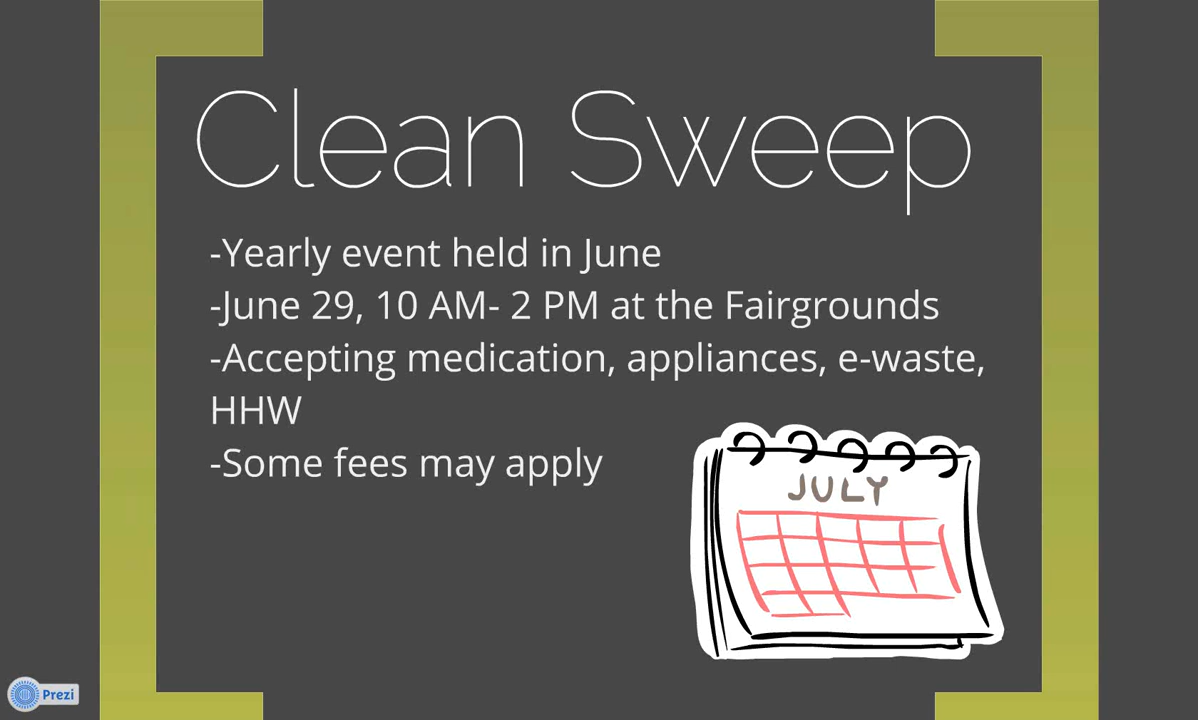 Clean Sweep
-Yearly event held in June
-June 29, 10 AM- 2 PM at the Fairgrounds
-Accepting medication, appliances, e-waste,
HHW
-Some fees may apply
JULY
Prezi